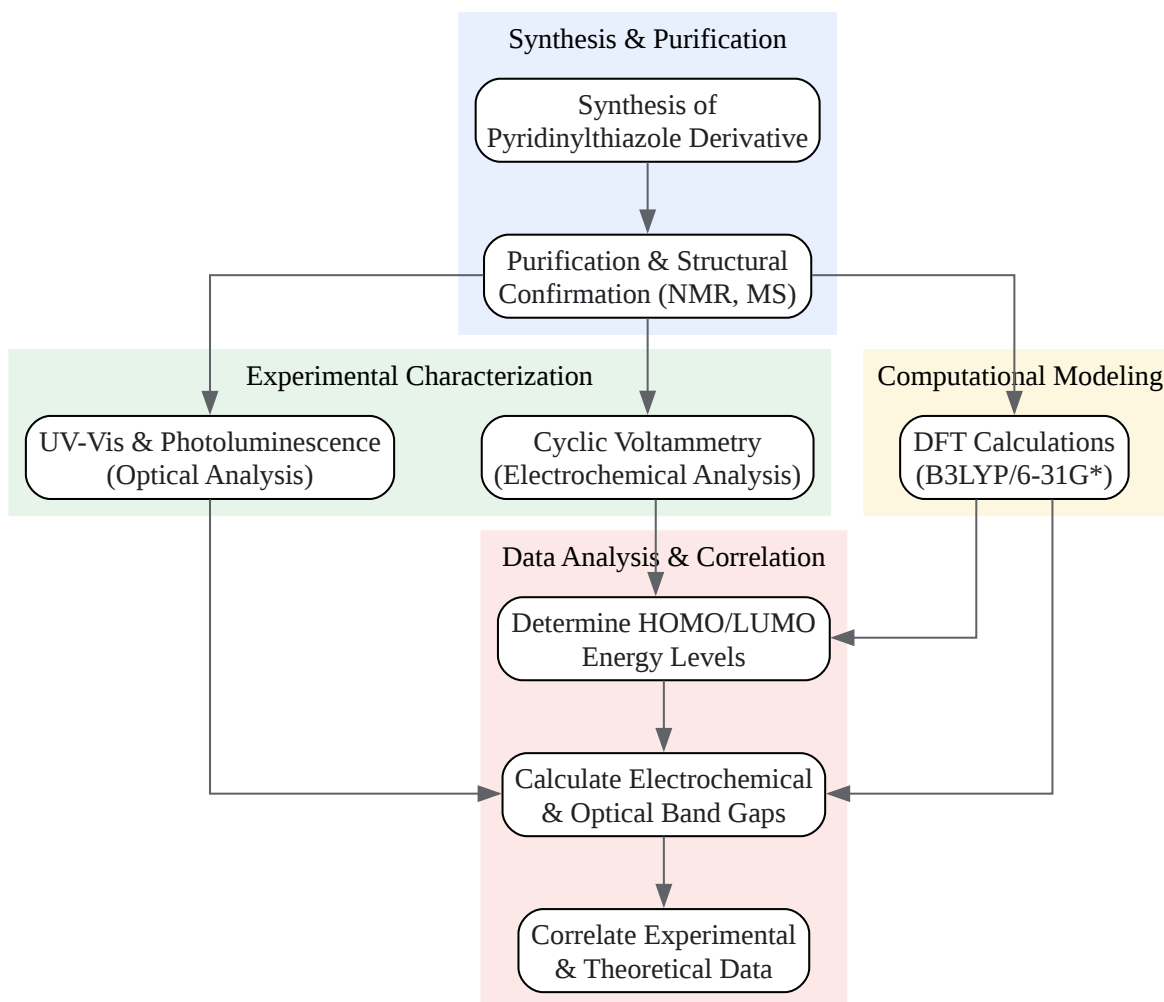 Synthesis & Purification
Synthesis of
Pyridinylthiazole Derivative
Purification & Structural
Confirmation (NMR, MS)
Experimental Characterization
Computational Modeling
UV-Vis & Photoluminescence
(Optical Analysis)
Cyclic Voltammetry
(Electrochemical Analysis)
DFT Calculations
(B3LYP/6-31G*)
Data Analysis & Correlation
Determine HOMO/LUMO
Energy Levels
Calculate Electrochemical
& Optical Band Gaps
Correlate Experimental
& Theoretical Data